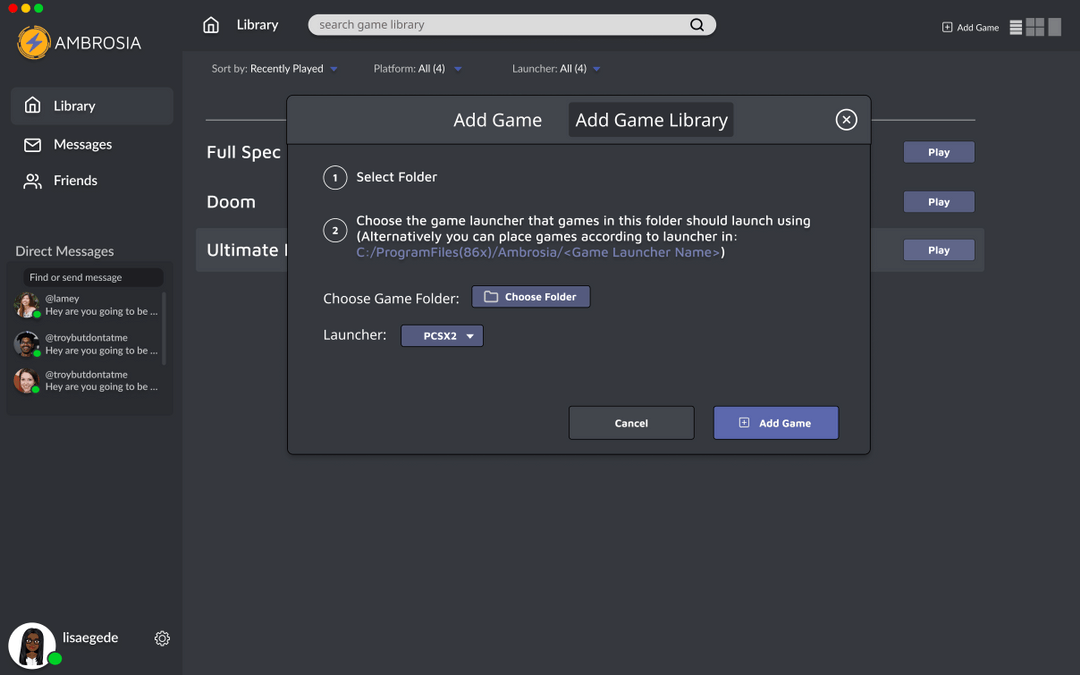 AMBROSIA
Library
search game library
Add Game
Sort by: Recently Played
Platform: All (4)
Launcher: All (4)
Library
Messages
Friends
Direct Messages
Find or send message
@lamey
Hey are you going to be ...
@troybutdontatme
Hey are you going to be ...
@troybutdontatme
Hey are you going to be ...
lisaegede
Full Spec
Play
Doom
Play
Ultimate
Play
Add Game
Add Game Library
1 Select Folder
2 Choose the game launcher that games in this folder should launch using
(Alternatively you can place games according to launcher in:
C:/ProgramFiles(86x)/Ambrosia/<Game Launcher Name>)
Choose Game Folder: Choose Folder
Launcher: PCSX2
Cancel
Add Game